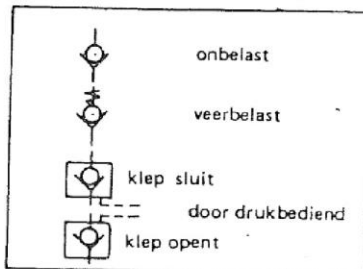 onbelast
veerbelast
klep sluit
door drukbediend
klep opent